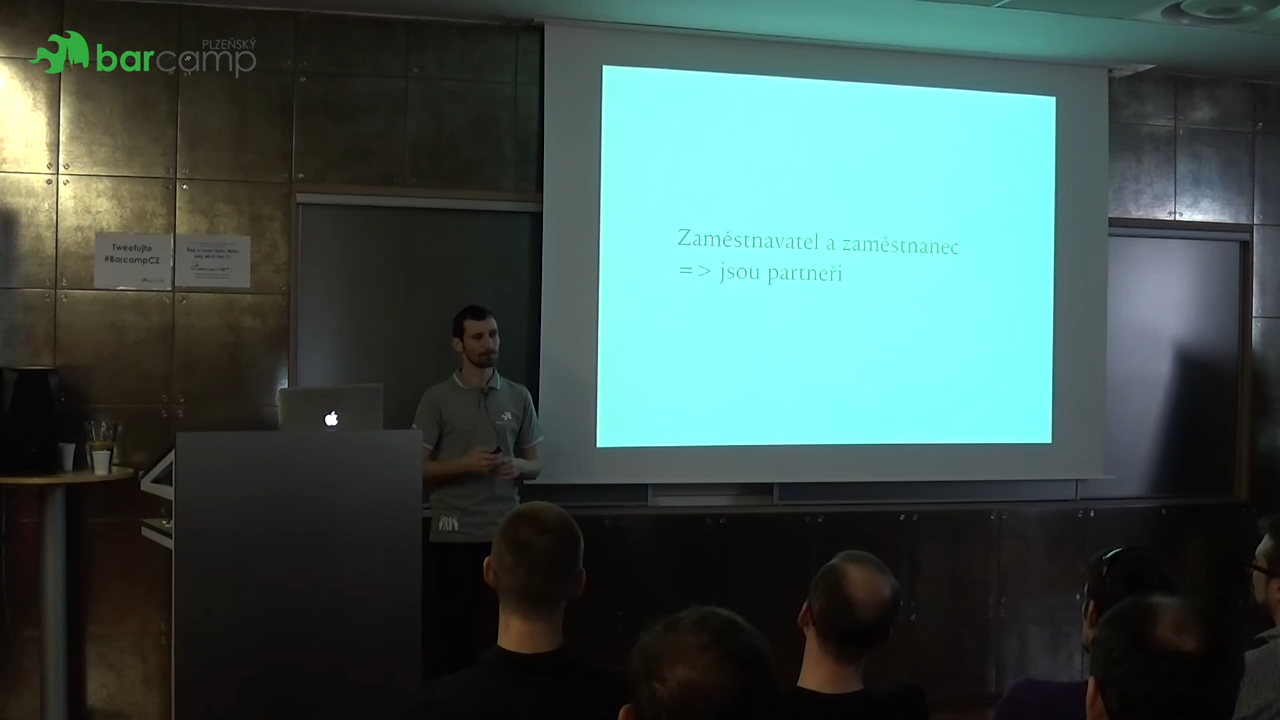 PLZEŇSKÝ
barcamp
Zaměstnavatel a zaměstnanec
=> jsou partneři
Tweetujte
#BarcampCZ